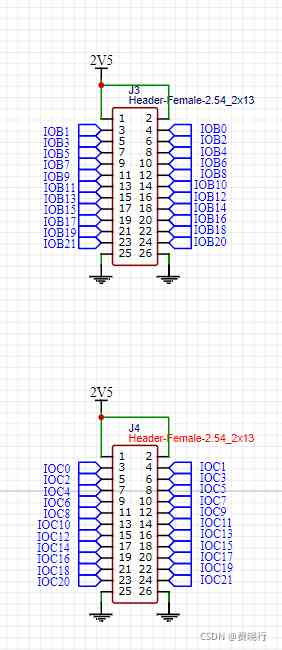 2V5
J3
Header-Female-2.54_2x13
1 2
IOB1 3 4 IOB0
IOB3 5 6 IOB2
IOB5 7 8 IOB4
IOB7 9 10 IOB6
IOB9 11 12 IOB8
IOB11 13 14 IOB10
IOB13 15 16 IOB12
IOB15 17 18 IOB14
IOB17 19 20 IOB16
IOB19 21 22 IOB18
IOB21 23 24 IOB20
25 26
2V5
J4
Header-Female-2.54_2x13
1 2
IOC0 3 4 IOC1
IOC2 5 6 IOC3
IOC4 7 8 IOC5
IOC6 9 10 IOC7
IOC8 11 12 IOC9
IOC10 13 14 IOC11
IOC12 15 16 IOC13
IOC14 17 18 IOC15
IOC16 19 20 IOC17
IOC18 21 22 IOC19
IOC20 23 24 IOC21
25 26